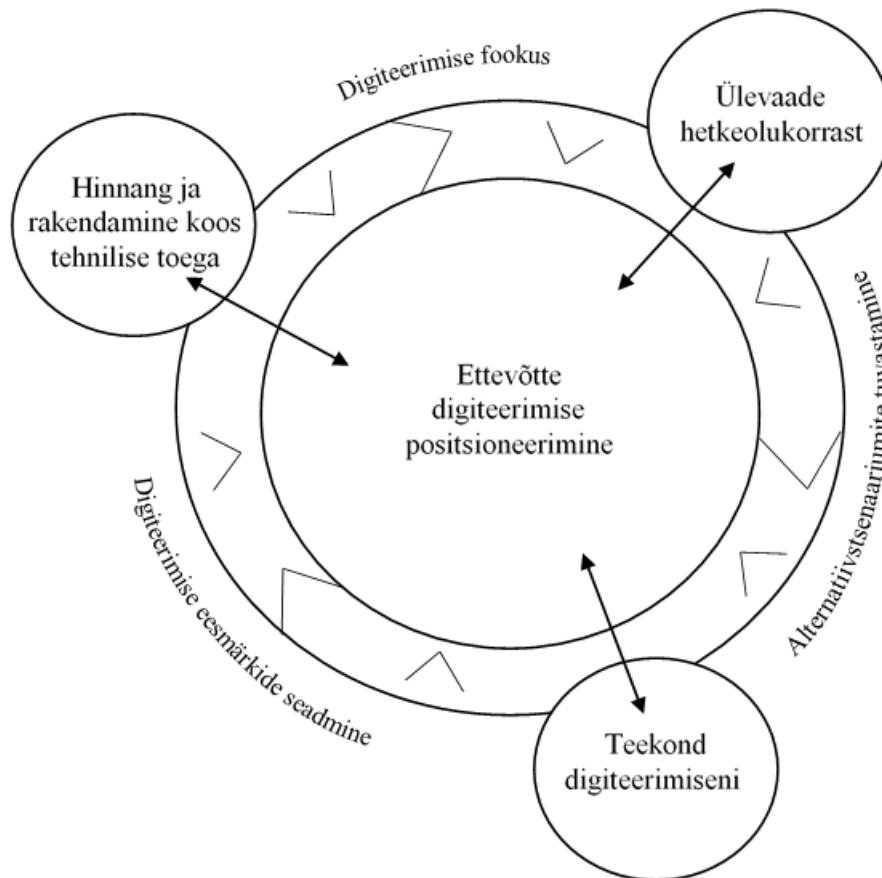 Digiteerimise fookus
Ülevaade
hetkeolukorrast
Hinnang ja
rakendamine koos
tehnilise toega
Ettevõtte
digiteerimise
positsioneerimine
Alternatiivstsenaariumite tuvastamine
Digiteerimise eesmärkide seadmine
Teekond
digiteerimiseni